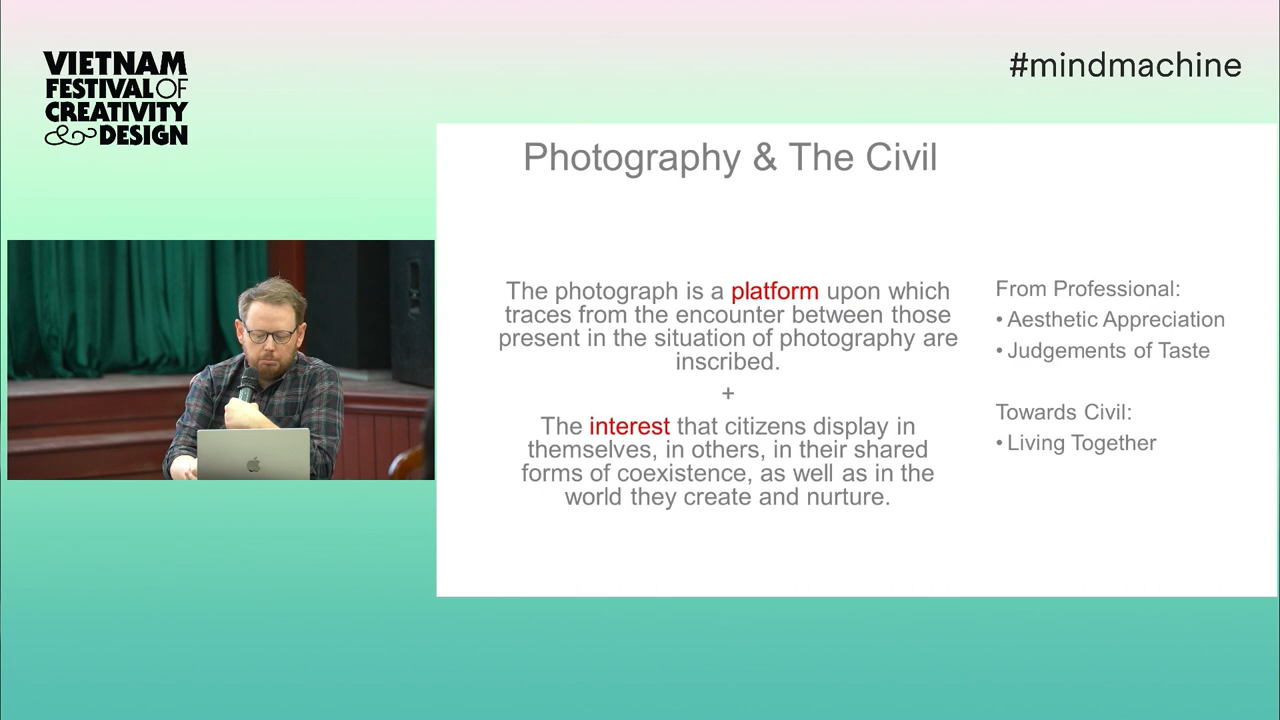 VIETNAM
FESTIVAL OF
CREATIVITY
& DESIGN
#mindmachine
Photography & The Civil
The photograph is a platform upon which
traces from the encounter between those
present in the situation of photography are
inscribed.
+
The interest that citizens display in
themselves, in others, in their shared
forms of coexistence, as well as in the
world they create and nurture.
From Professional:
• Aesthetic Appreciation
• Judgements of Taste
Towards Civil:
• Living Together